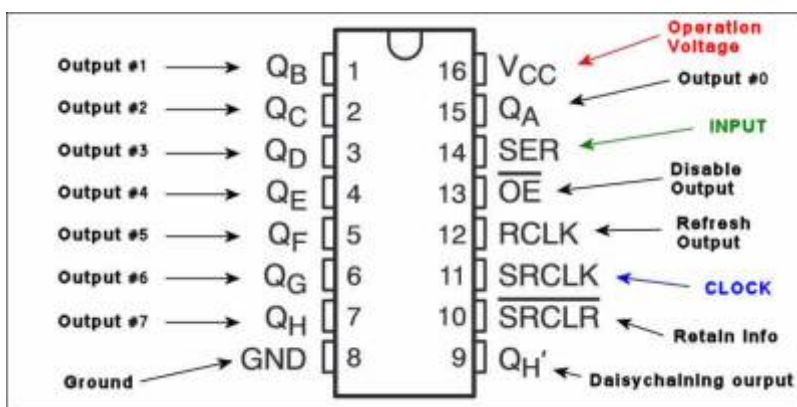 Operation
Voltage
Output #1 QB 1 16 VCC
Output #0
Output #2 QC 2 15 QA
INPUT
Output #3 QD 3 14 SER
Disable
Output
Output #4 QE 4 13 OE
Refresh
Output
Output #5 QF 5 12 RCLK
Output #6 QG 6 11 SRCLK
CLOCK
Output #7 QH 7 10 SRCLR
Retain Info
GND 8 9 QH'
Ground
Daisychaining ourput